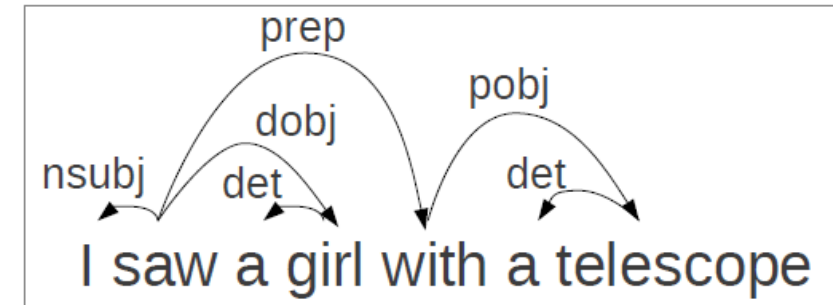 prep
pobj
dobj
nsubj det det
I saw a girl with a telescope